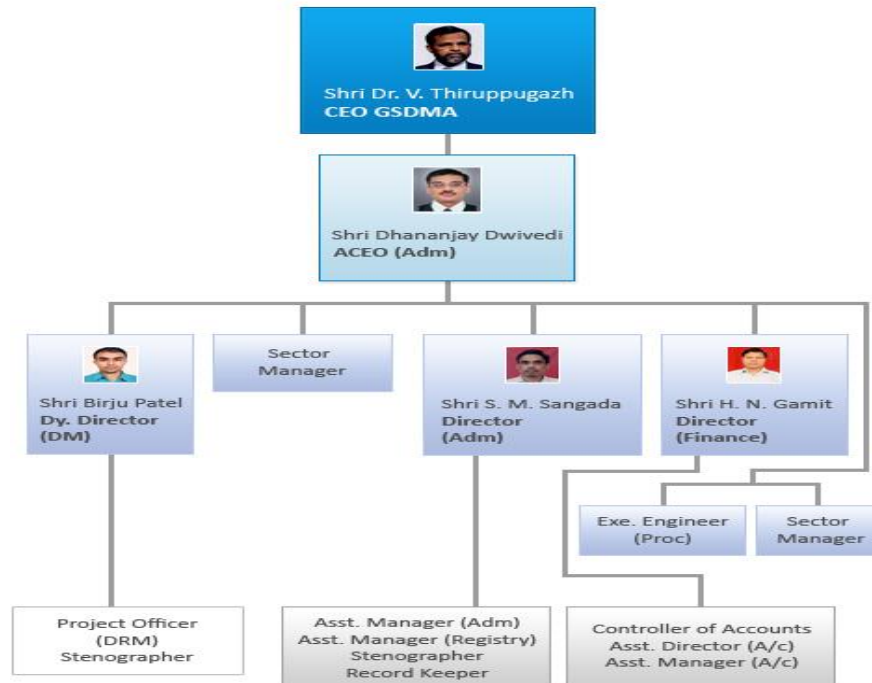 Shri Dr. V. Thiruppugazh
CEO GSDMA
Shri Dhananjay Dwivedi
ACEO (Adm)
Shri Birju Patel
Dy. Director
(DM)
Sector
Manager
Shri S. M. Sangada
Director
(Adm)
Shri H. N. Gamit
Director
(Finance)
Exe. Engineer
(Proc)
Sector
Manager
Project Officer
(DRM)
Stenographer
Asst. Manager (Adm)
Asst. Manager (Registry)
Stenographer
Record Keeper
Controller of Accounts
Asst. Director (A/c)
Asst. Manager (A/c)